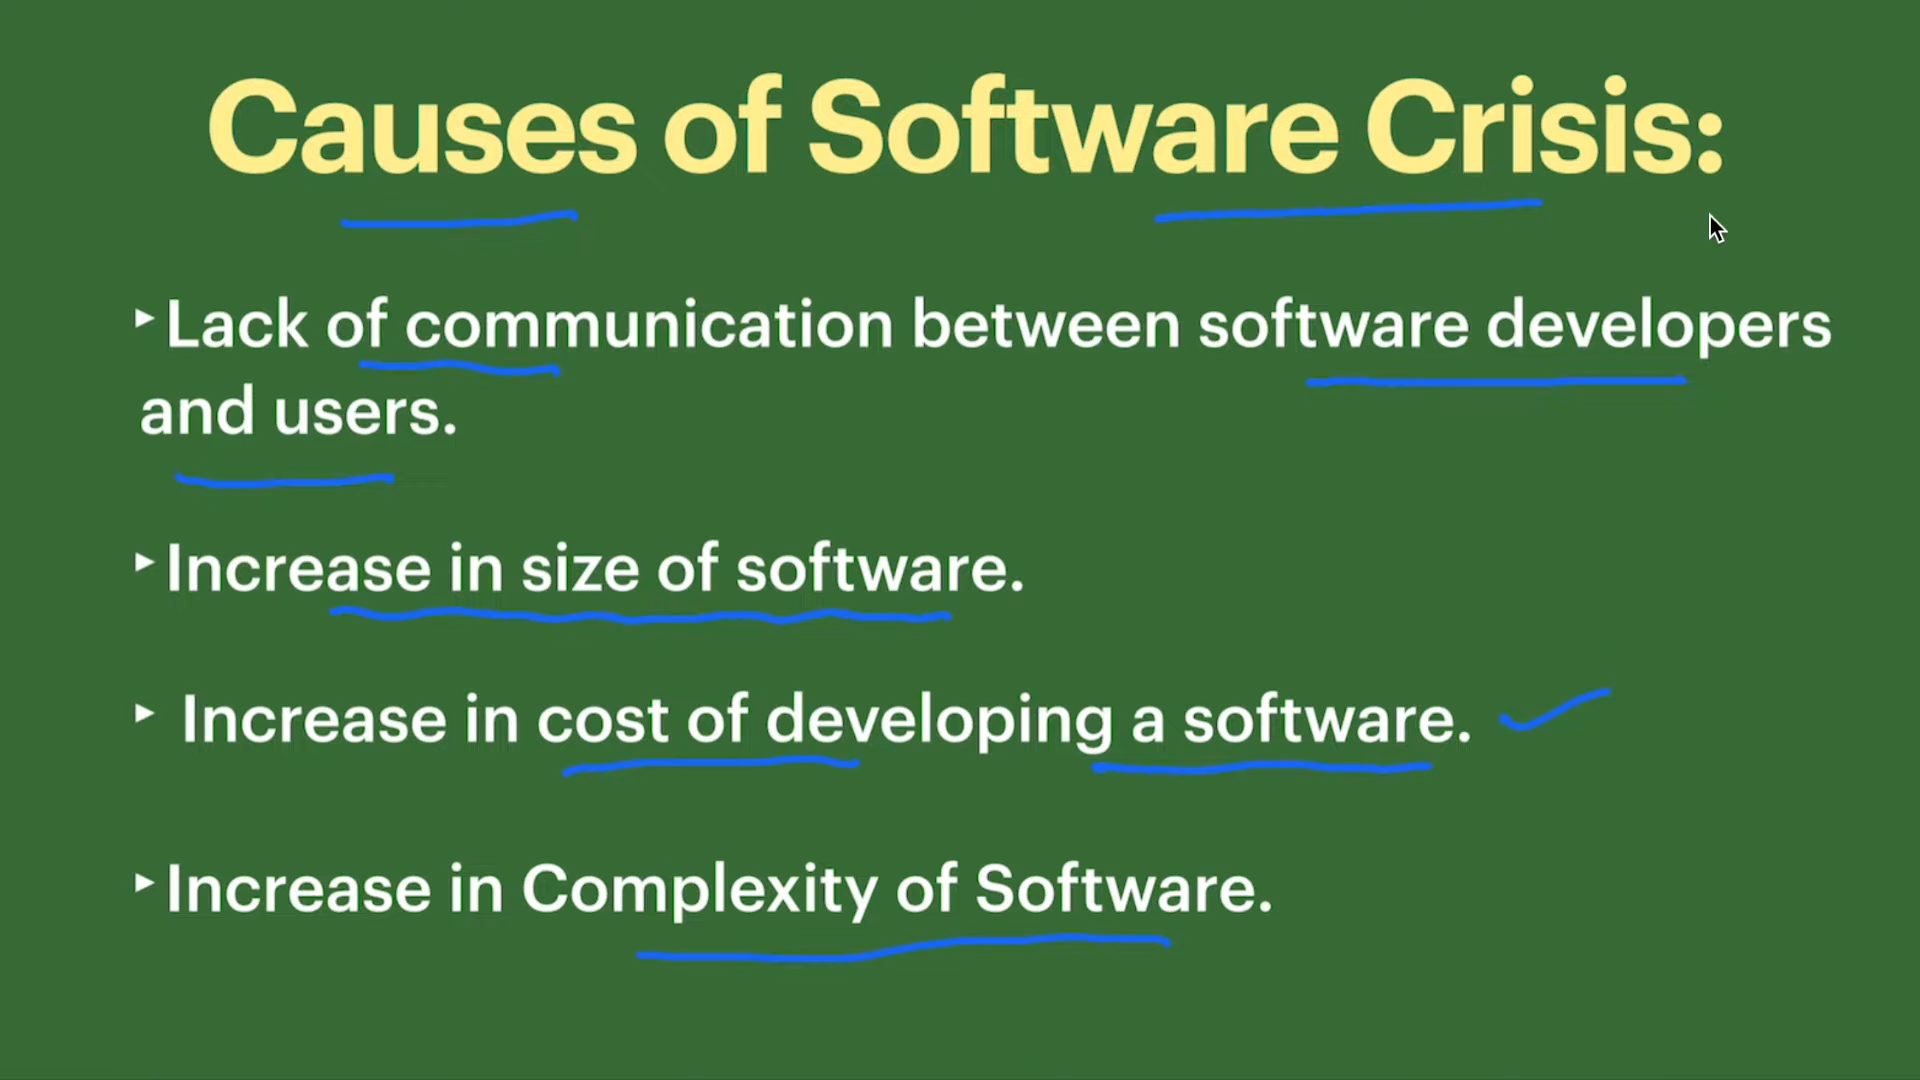 Causes of Software Crisis:
‣Lack of communication between software developers
and users.
‣Increase in size of software.
‣ Increase in cost of developing a software.
‣Increase in Complexity of Software.